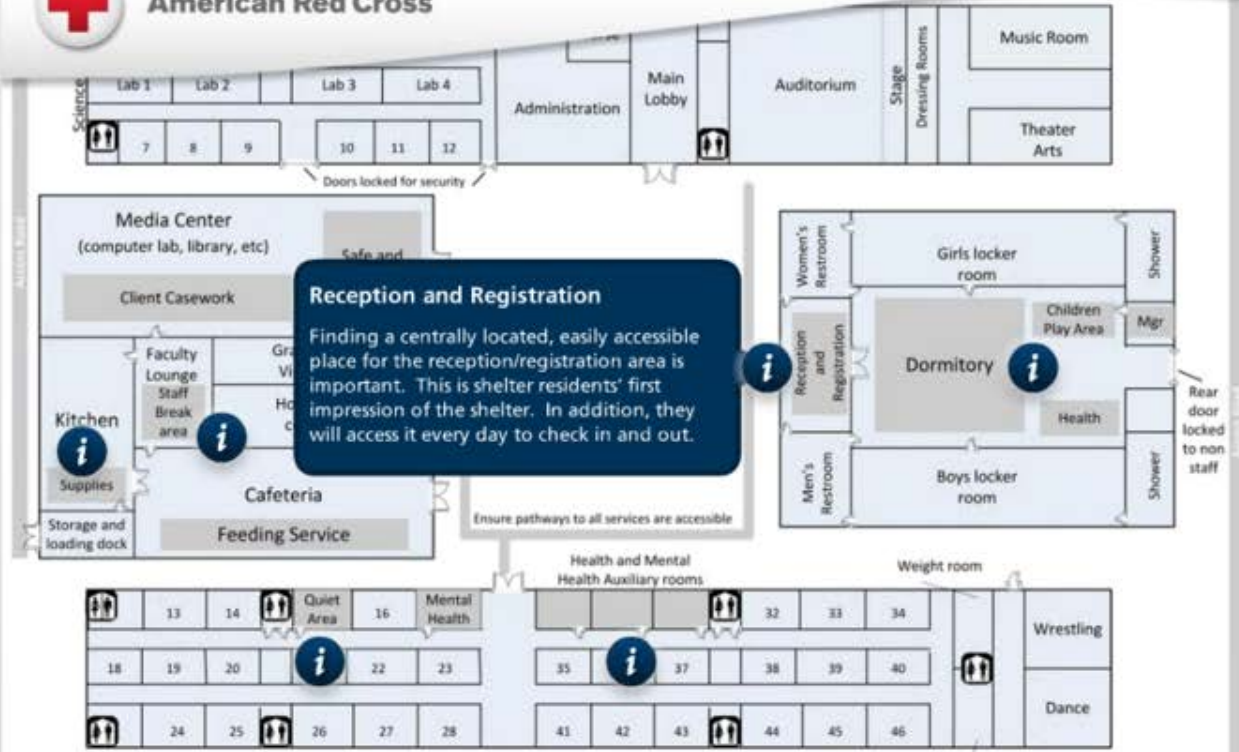 American Red Cross
Music Room
Science
Lab 1
Lab 2
Lab 3
Lab 4
Administration
Main
Lobby
Auditorium
Stage
Dressing Rooms
Theater
Arts
7
8
9
10
11
12
Doors locked for security
Media Center
(computer lab, library, etc)
Safe and
Client Casework
Reception and Registration
Finding a centrally located, easily accessible
place for the reception/registration area is
important. This is shelter residents' first
impression of the shelter. In addition, they
will access it every day to check in and out.
i
Women's
Restroom
Girls locker
room
Shower
Reception
and
Registration
Dormitory
i
Children
Play Area
Mgr
Health
Rear
door
locked
to non
staff
Men's
Restroom
Boys locker
room
Shower
Faculty
Lounge
Staff
Break
area
i
Gra
Vi
Ho
c
Kitchen
i
Supplies
Storage and
loading dock
Cafeteria
Feeding Service
Ensure pathways to all services are accessible
Health and Mental
Health Auxiliary rooms
Weight room
13
14
Quiet
Area
16
Mental
Health
32
33
34
Wrestling
18
19
20
i
22
23
35
i
37
38
39
40
Dance
24
25
26
27
28
41
42
43
44
45
46